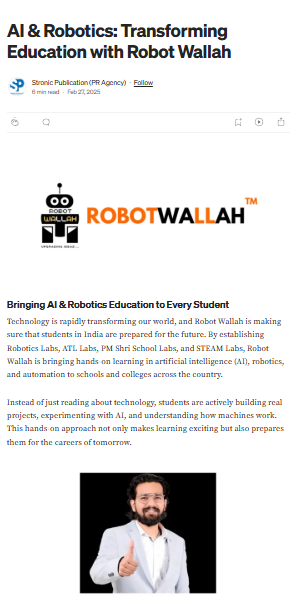 AI & Robotics: Transforming
Education with Robot Wallah
Stronic Publication (PR Agency) · Follow
6 min read · Feb 27, 2025
ROBOT
WALLAH
ROBOTWALLAH™
Bringing AI & Robotics Education to Every Student
Technology is rapidly transforming our world, and Robot Wallah is making
sure that students in India are prepared for the future. By establishing
Robotics Labs, ATL Labs, PM Shri School Labs, and STEAM Labs, Robot
Wallah is bringing hands-on learning in artificial intelligence (AI), robotics,
and automation to schools and colleges across the country.
Instead of just reading about technology, students are actively building real
projects, experimenting with AI, and understanding how machines work.
This hands-on approach not only makes learning exciting but also prepares
them for the careers of tomorrow.